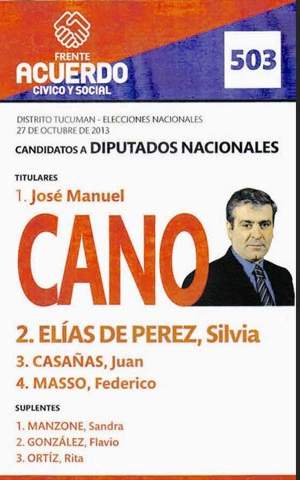 FRENTE
ACUERDO
CIVICO Y SOCIAL
503
DISTRITO TUCUMAN - ELECCIONES NACIONALES
27 DE OCTUBRE DE 2013
CANDIDATOS A DIPUTADOS NACIONALES
TITULARES
1. José Manuel
CANO
2. ELÍAS DE PEREZ, Silvia
3. CASAÑAS, Juan
4. MASSO, Federico
SUPLENTES
1. MANZONE, Sandra
2. GONZÁLEZ, Flavio
3. ORTÍZ, Rita